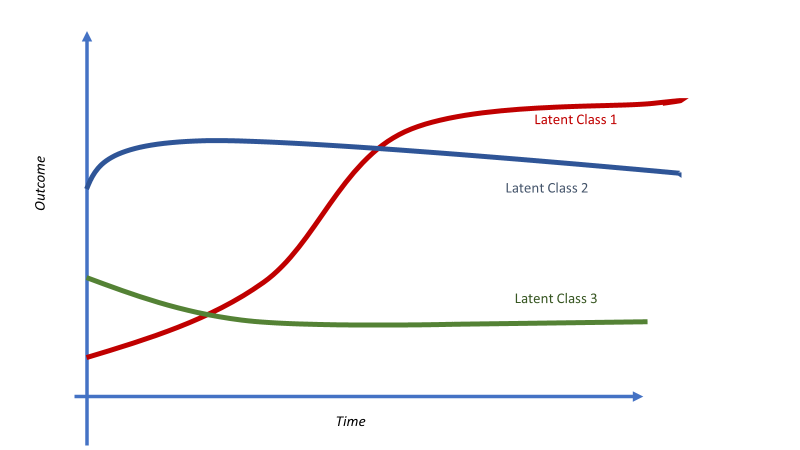 Outcome
Latent Class 1
Latent Class 2
Latent Class 3
Time